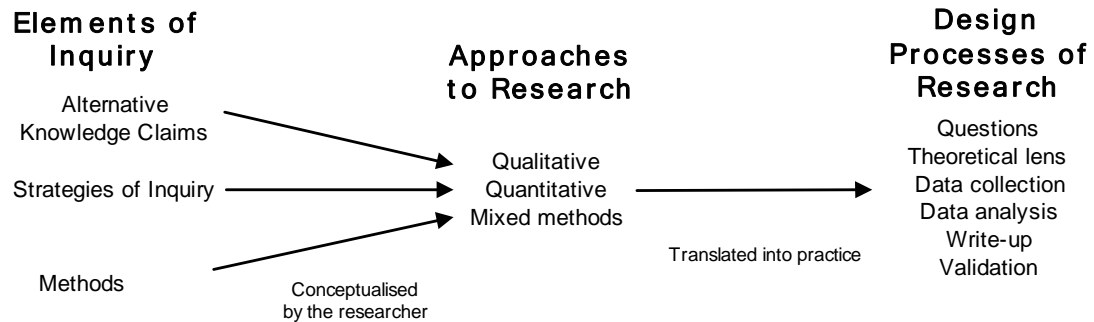 Elements of
Inquiry
Alternative
Knowledge Claims
Strategies of Inquiry
Methods
Conceptualised
by the researcher
Approaches
to Research
Qualitative
Quantitative
Mixed methods
Translated into practice
Design
Processes of
Research
Questions
Theoretical lens
Data collection
Data analysis
Write-up
Validation